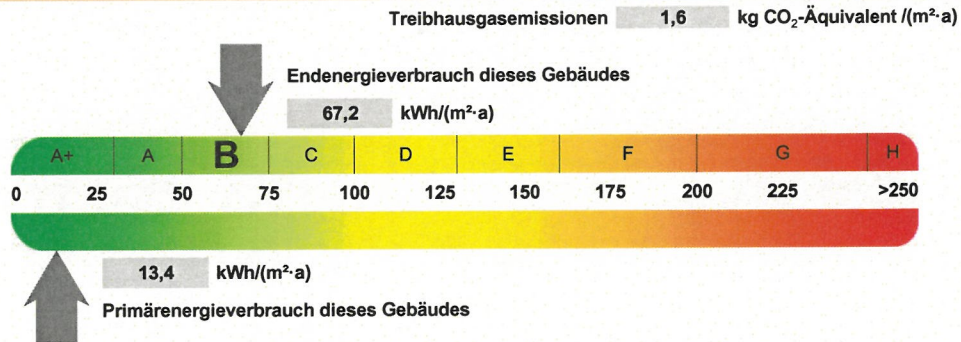 Treibhausgasemissionen 1,6 kg CO₂-Äquivalent /(m²·a)
Endenergieverbrauch dieses Gebäudes
67,2 kWh/(m²·a)
A+ A B C D E F G H
0 25 50 75 100 125 150 175 200 225 >250
13,4 kWh/(m²·a)
Primärenergieverbrauch dieses Gebäudes